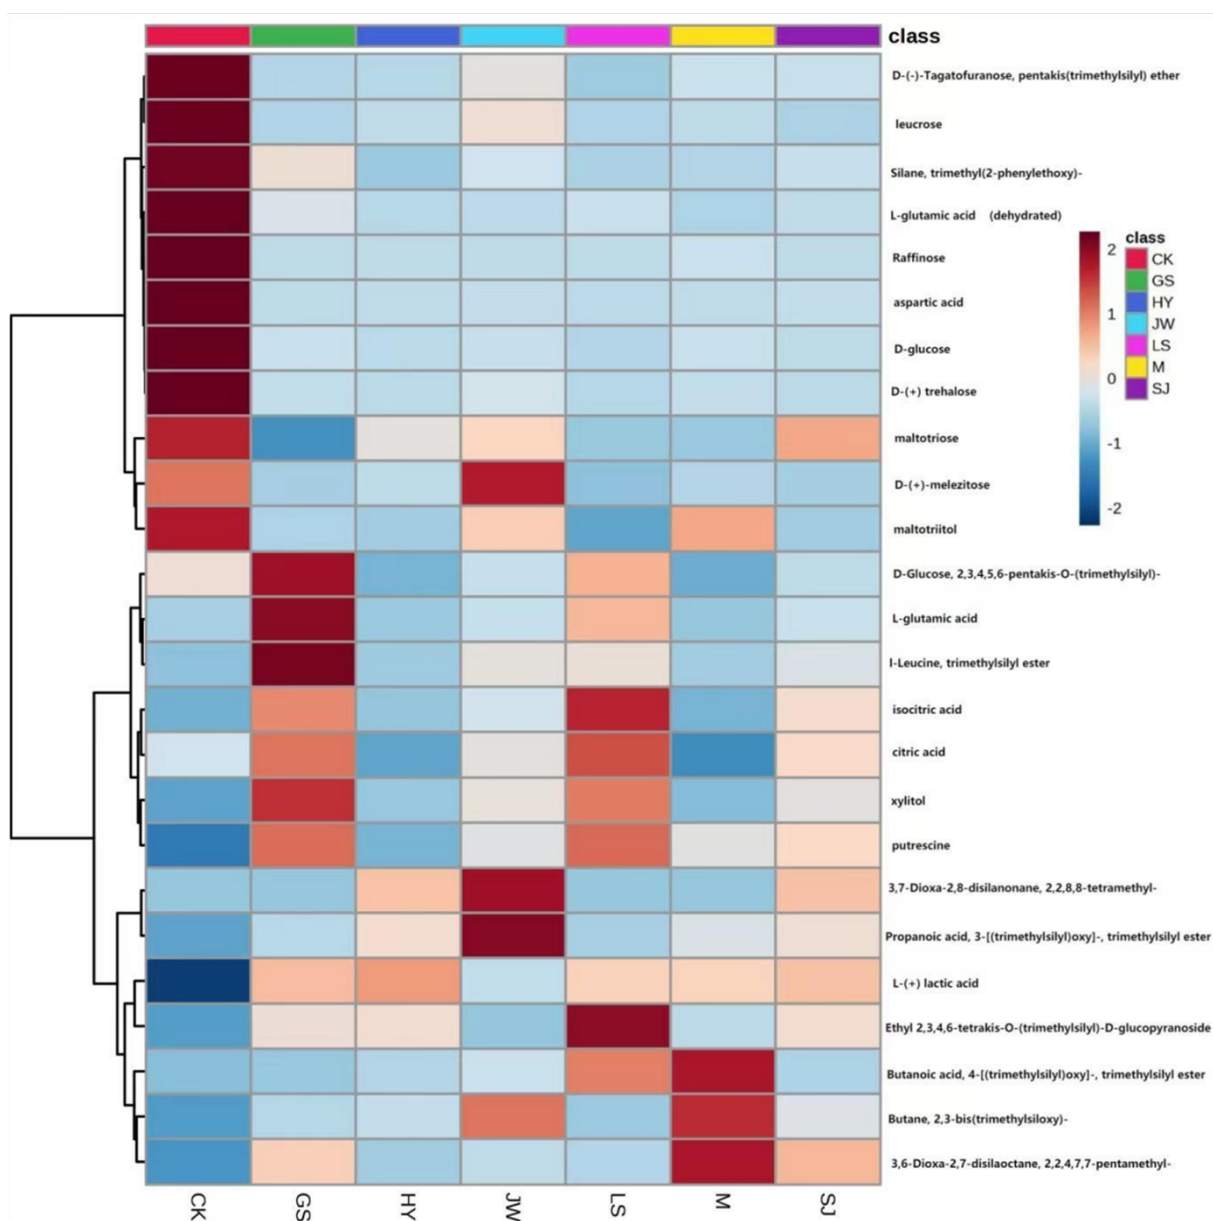 class
D-(-)-Tagatofuranose, pentakis(trimethylsilyl) ether
leucrose
Silane, trimethyl(2-phenylethoxy)-
L-glutamic acid (dehydrated)
Raffinose
aspartic acid
D-glucose
D-(+) trehalose
maltotriose
D-(+)-melezitose
maltotriitol
D-Glucose, 2,3,4,5,6-pentakis-O-(trimethylsilyl)-
L-glutamic acid
l-Leucine, trimethylsilyl ester
isocitric acid
citric acid
xylitol
putrescine
3,7-Dioxa-2,8-disilanonane, 2,2,8,8-tetramethyl-
Propanoic acid, 3-[(trimethylsilyl)oxy]-, trimethylsilyl ester
L-(+) lactic acid
Ethyl 2,3,4,6-tetrakis-O-(trimethylsilyl)-D-glucopyranoside
Butanoic acid, 4-[(trimethylsilyl)oxy]-, trimethylsilyl ester
Butane, 2,3-bis(trimethylsiloxy)-
3,6-Dioxa-2,7-disilaoctane, 2,2,4,7,7-pentamethyl-
2
1
0
-1
-2
class
CK
GS
HY
JW
LS
M
SJ
CK
GS
HY
JW
LS
M
SJ